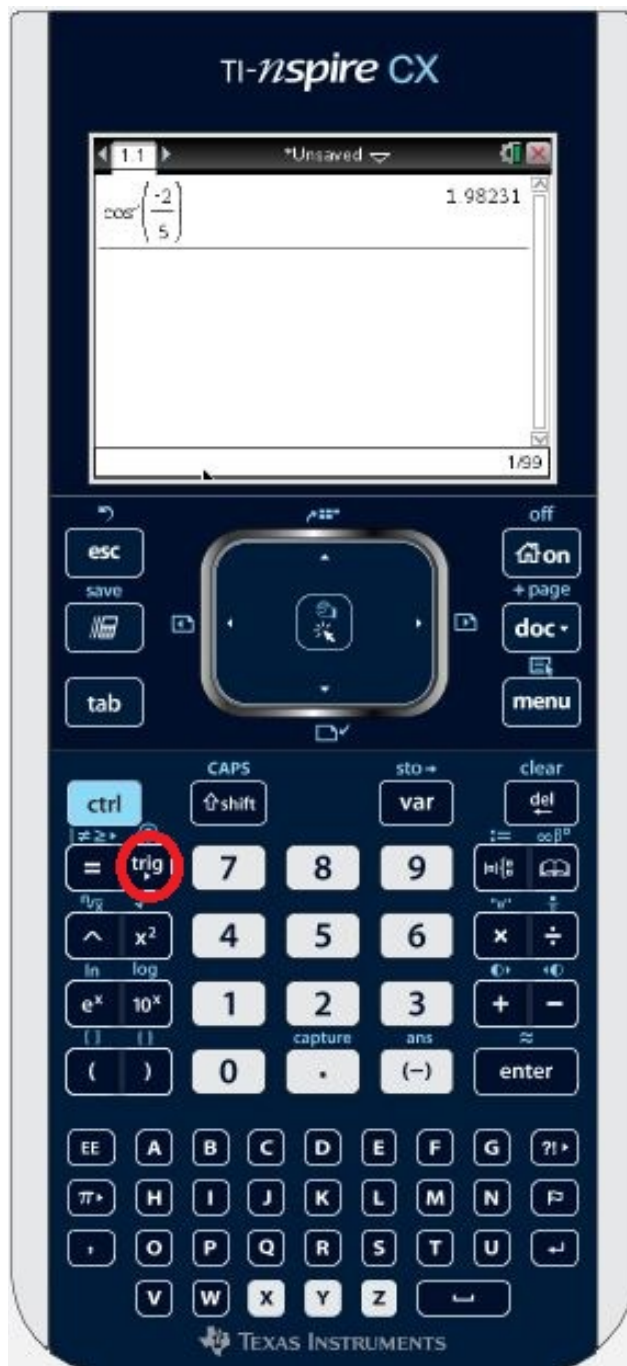 TI-nspire CX
1.1 *Unsaved
cos⁻¹(-2/5) 1.98231
1/99
off
esc on
save +page
doc
tab menu
CAPS sto→ clear
ctrl ⇧shift var del
|≠≥▸ := ∞β°
= trig 7 8 9
ⁿ√x "√"
^ x² 4 5 6 × ÷
ln log
eˣ 10ˣ 1 2 3 + −
[ ] { } capture ans ≈
( ) 0 . (−) enter
EE A B C D E F G ?!▸
π▸ H I J K L M N
, O P Q R S T U ↵
V W X Y Z
TEXAS INSTRUMENTS